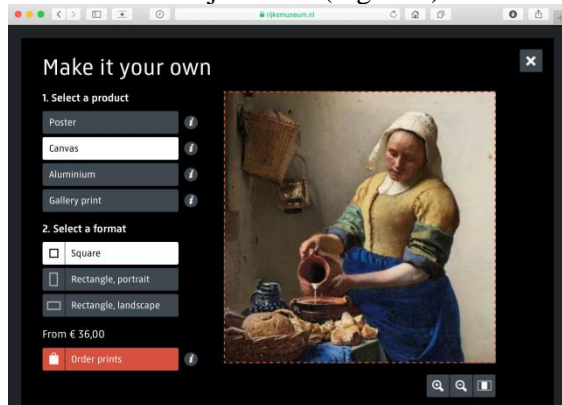 rijksmuseum.nl
Make it your own
1. Select a product
Poster
Canvas
Aluminium
Gallery print
2. Select a format
Square
Rectangle, portrait
Rectangle, landscape
From € 36,00
Order prints